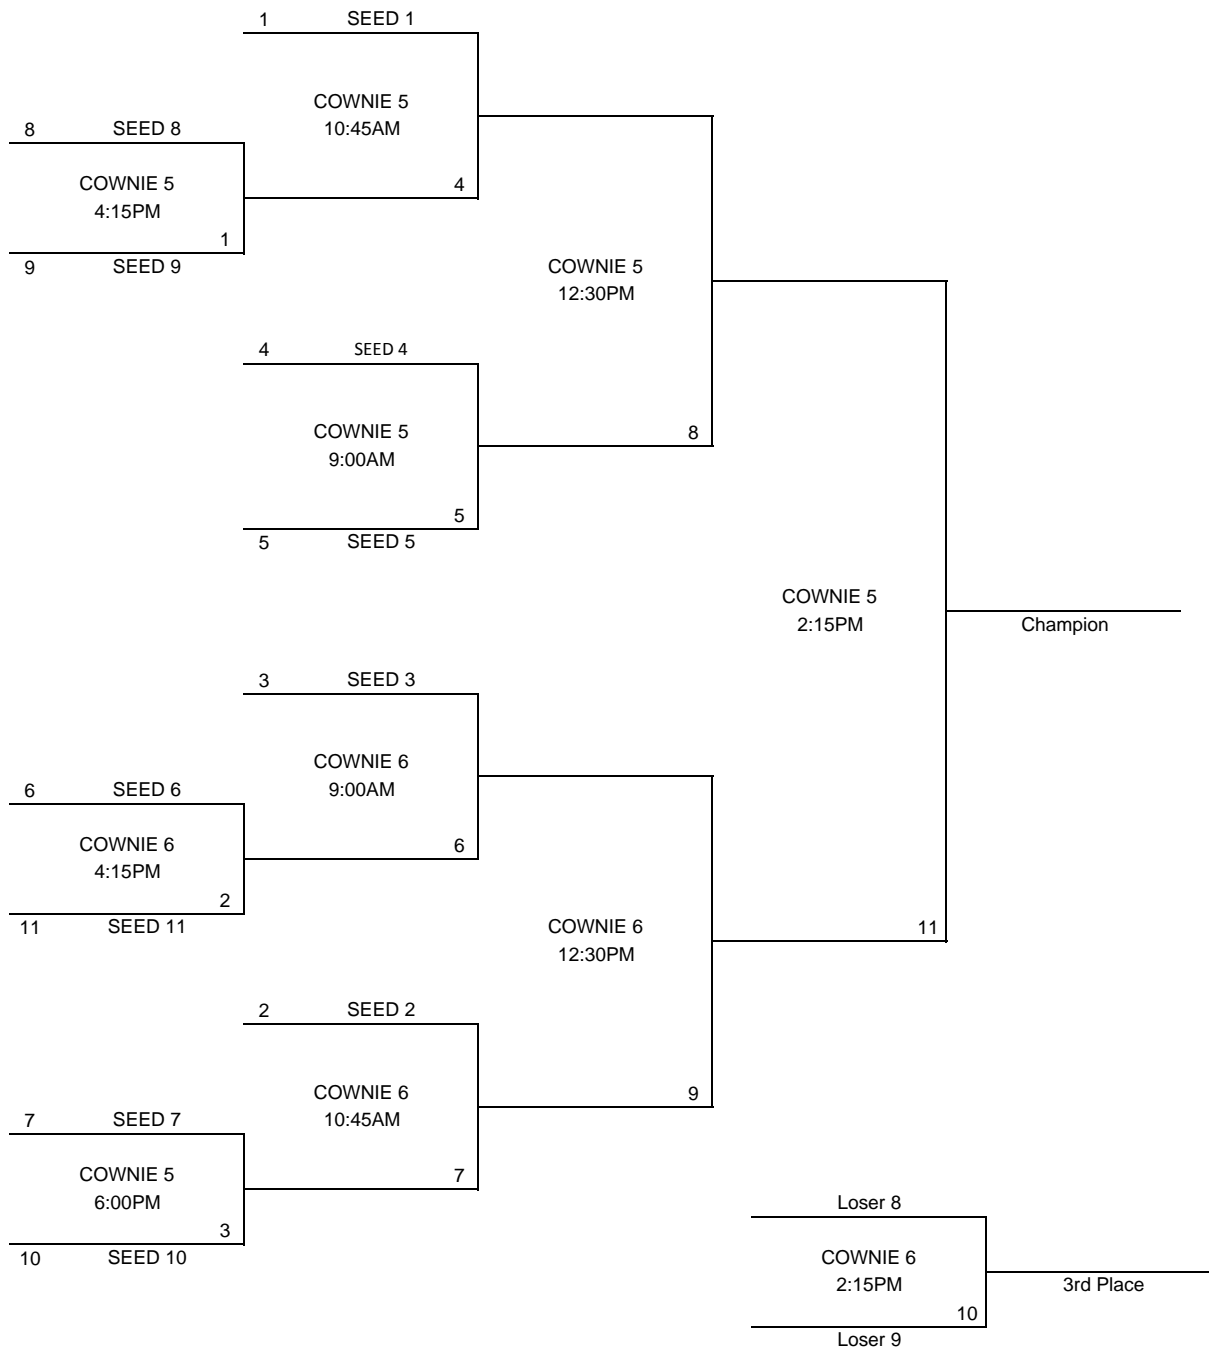 1 SEED 1
COWNIE 5
10:45AM
8 SEED 8
4
COWNIE 5
4:15PM
1
9 SEED 9
COWNIE 5
12:30PM
4 SEED 4
COWNIE 5
9:00AM
8
5
5 SEED 5
COWNIE 5
2:15PM
Champion
3 SEED 3
COWNIE 6
9:00AM
6 SEED 6
6
COWNIE 6
4:15PM
2
11 SEED 11
COWNIE 6
12:30PM
11
2 SEED 2
COWNIE 6
10:45AM
9
7 SEED 7
7
COWNIE 5
6:00PM
3
10 SEED 10
Loser 8
COWNIE 6
2:15PM
10
3rd Place
Loser 9